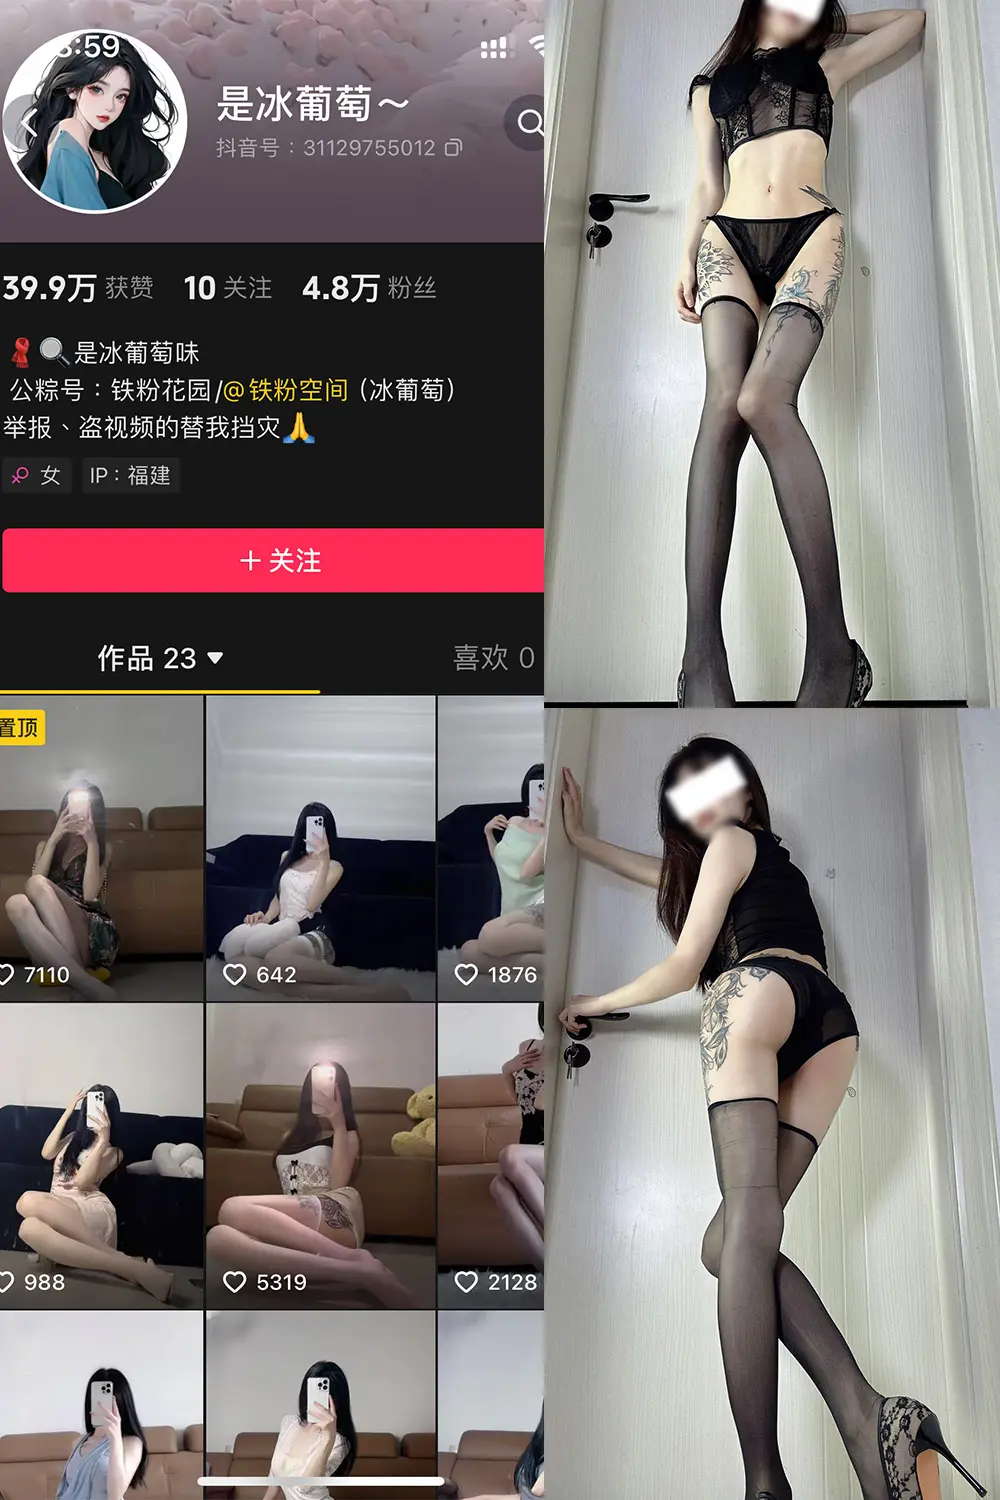 3:59
是冰葡萄～
抖音号：31129755012
39.9万 获赞 10 关注 4.8万 粉丝
是冰葡萄味
公粽号：铁粉花园/@铁粉空间（冰葡萄）
举报、盗视频的替我挡灾
女 IP：福建
+ 关注
作品 23 喜欢 0
置顶
7110 642 1876
988 5319 2128